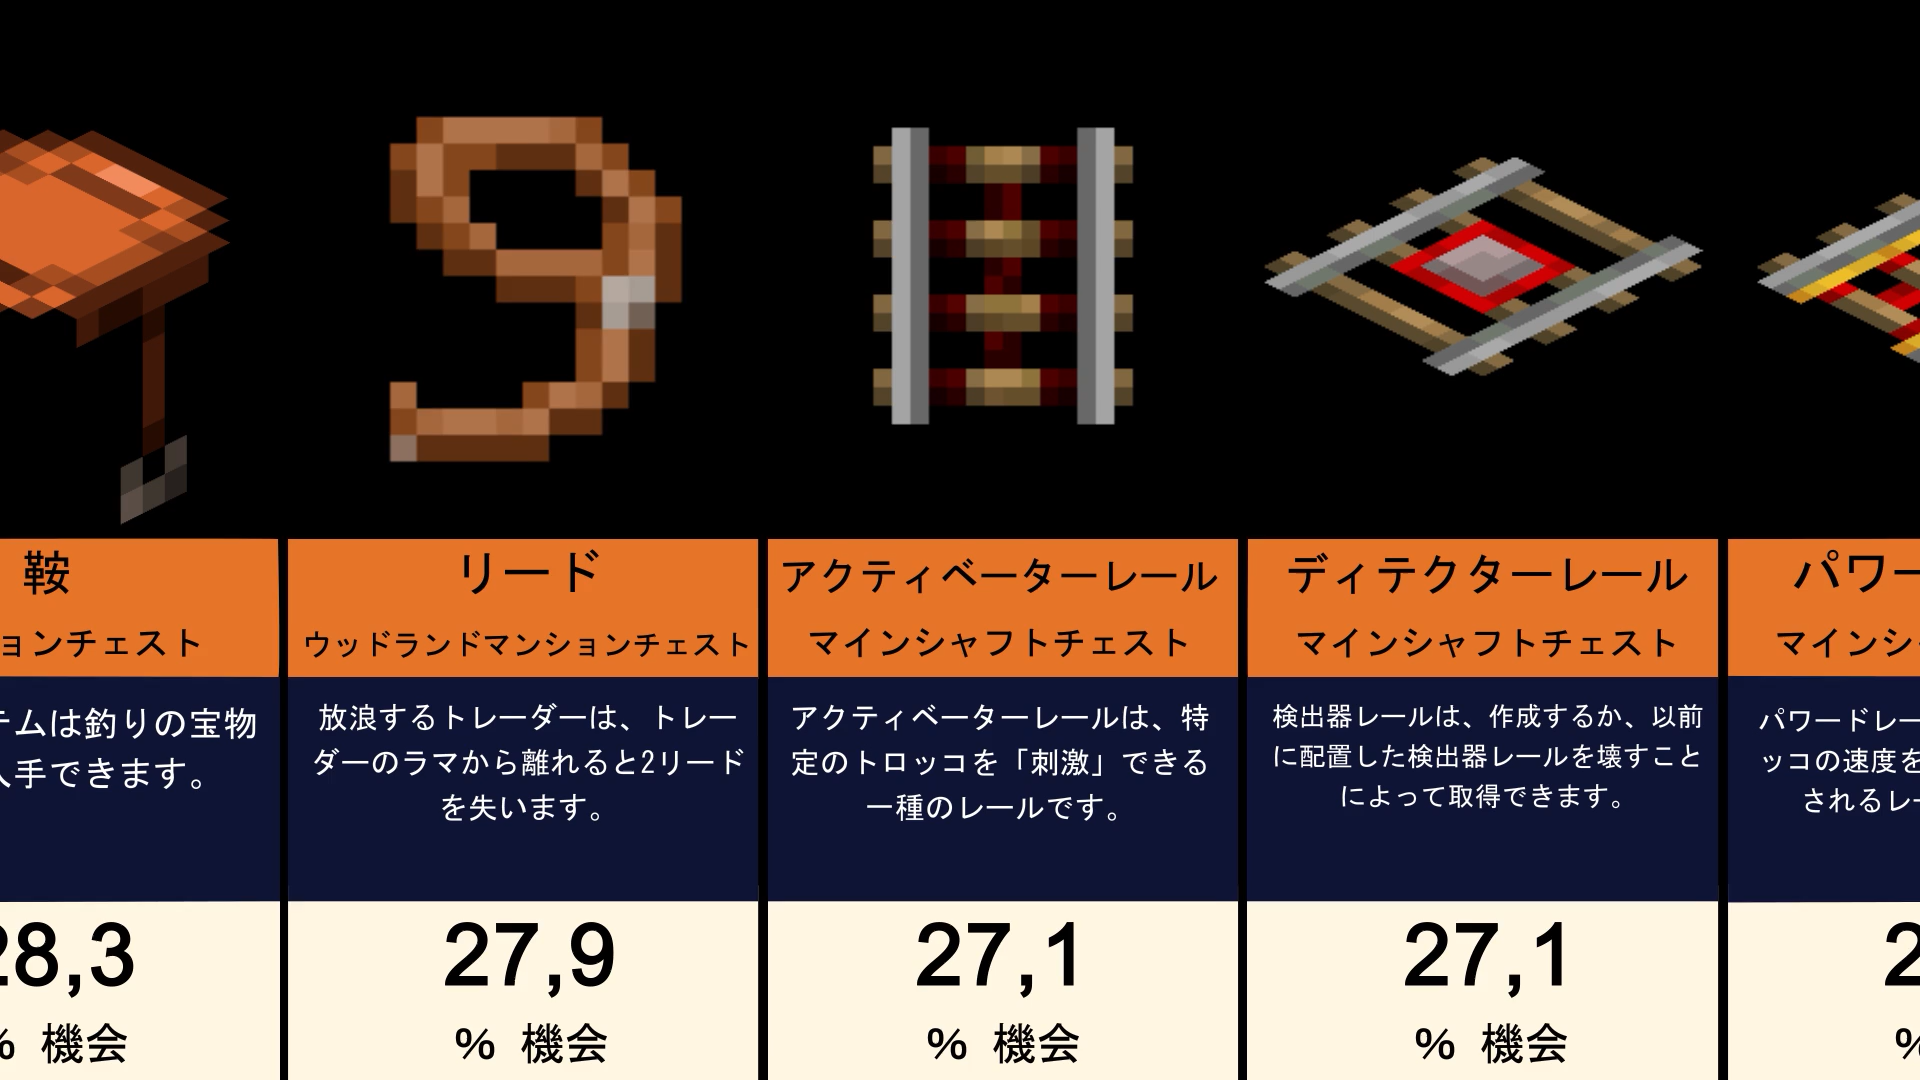 鞍
ョンチェスト
テムは釣りの宝物
入手できます。
28,3
% 機会
リード
ウッドランドマンションチェスト
放浪するトレーダーは、トレー
ダーのラマから離れると2リード
を失います。
27,9
% 機会
アクティベーターレール
マインシャフトチェスト
アクティベーターレールは、特
定のトロッコを「刺激」できる
一種のレールです。
27,1
% 機会
ディテクターレール
マインシャフトチェスト
検出器レールは、作成するか、以前
に配置した検出器レールを壊すこと
によって取得できます。
27,1
% 機会
パワー
マインシ
パワードレー
ッコの速度を
されるレー
2
%